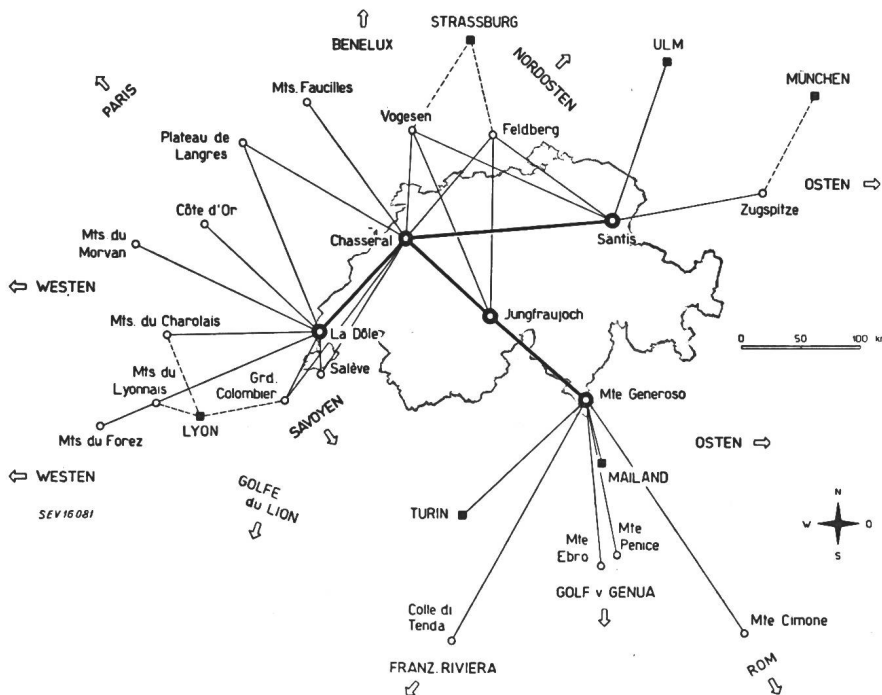 STRASSBURG
BENELUX
NORDOSTEN
ULM
PARIS
Mts. Faucilles
MÜNCHEN
Vogesen
Feldberg
Plateau de
Langres
OSTEN
Zugspitze
Côte d'Or
Mts du
Morvan
Chasseral
Säntis
WESTEN
Jungfraujoch
Mts. du Charolais
La Dôle
0 50 100 km
Mts du
Lyonnais
Grd.
Colombier
Salève
Mte Generoso
LYON
Mts du Forez
SAVOYEN
OSTEN
WESTEN
MAILAND
GOLFE
du LION
SEV 16081
TURIN
N
W O
S
Mte
Ebro
Mte
Penice
GOLF v GENUA
Colle di
Tenda
Mte Cimone
FRANZ. RIVIERA
ROM